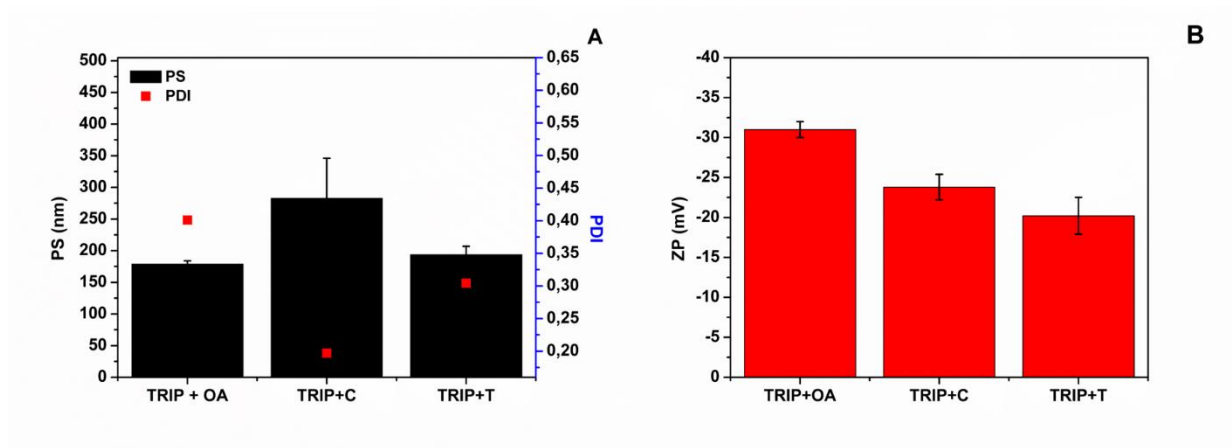 A
PS
PDI
PS (nm)
500
450
400
350
300
250
200
150
100
50
0
0,65
0,60
0,55
0,50
0,45
0,40
0,35
0,30
0,25
0,20
PDI
TRIP + OA
TRIP+C
TRIP+T
B
ZP (mV)
-40
-35
-30
-25
-20
-15
-10
-5
0
TRIP+OA
TRIP+C
TRIP+T